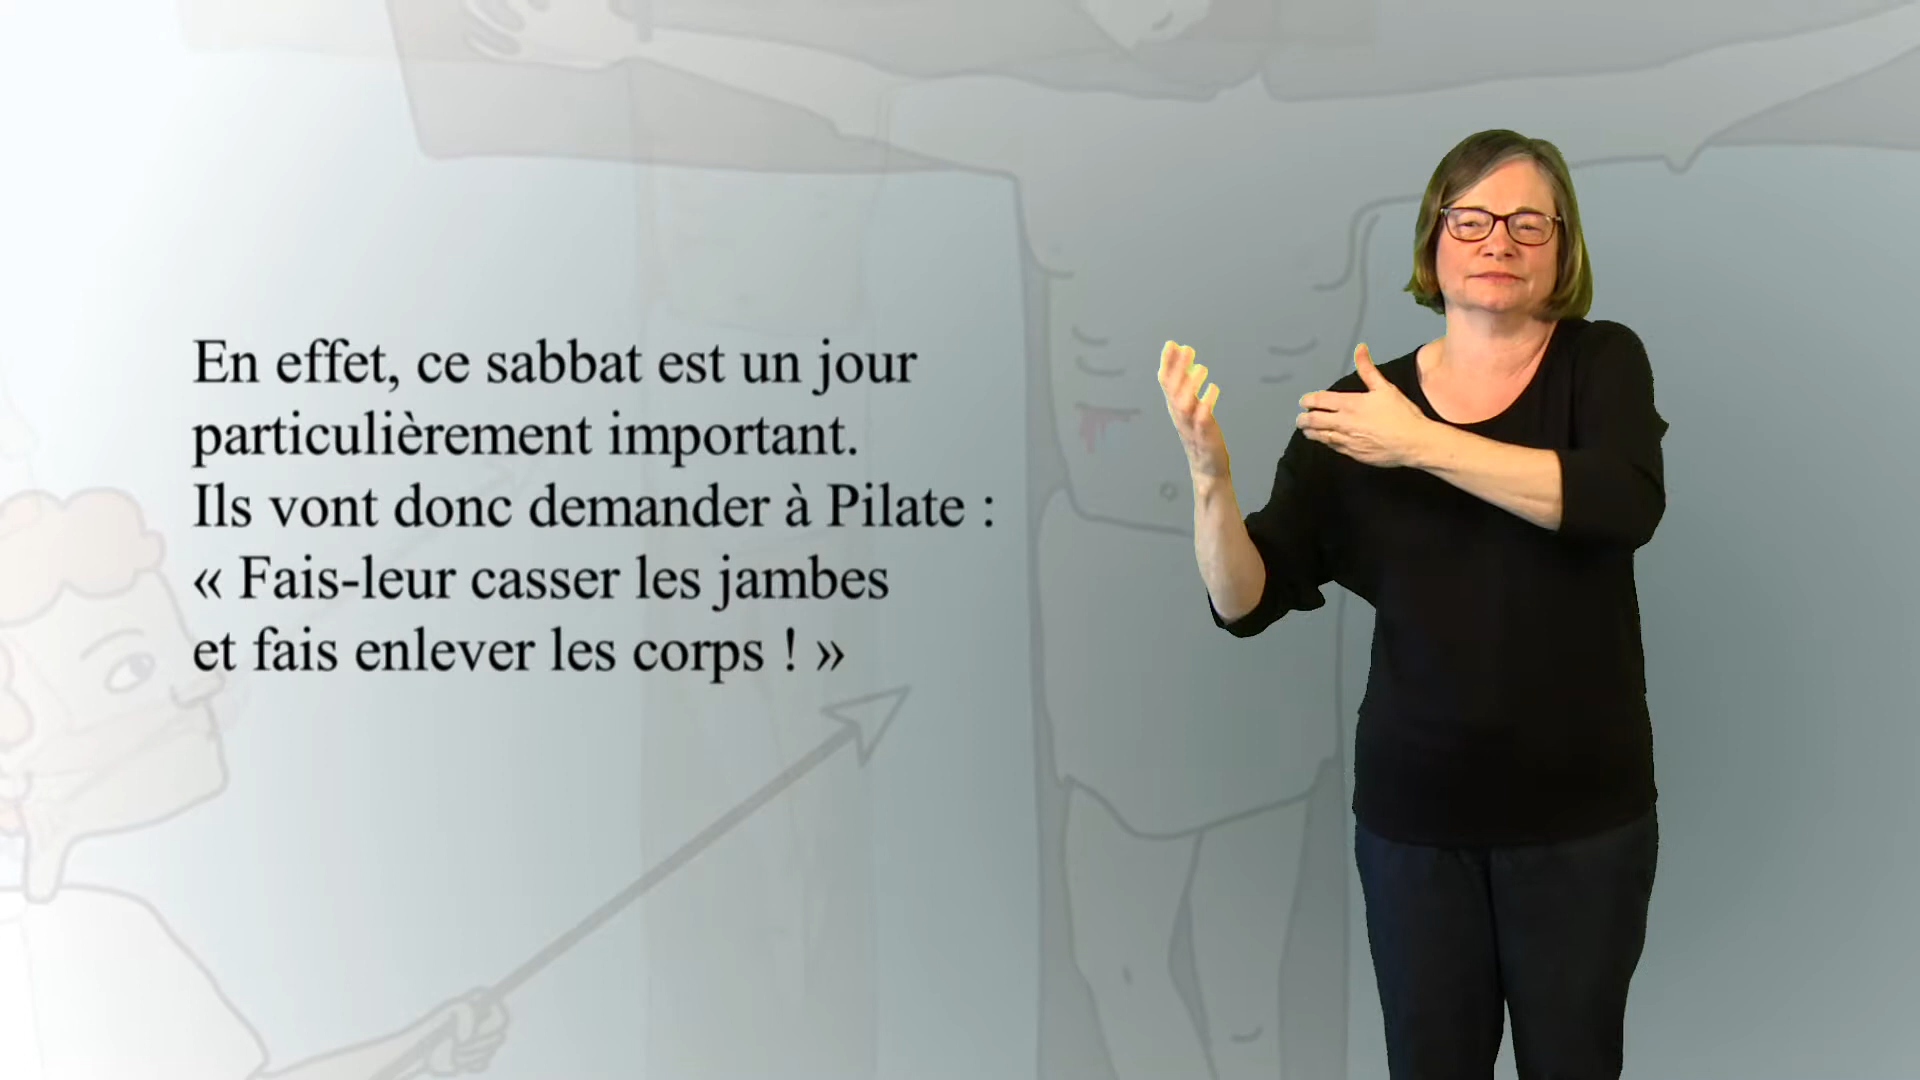 En effet, ce sabbat est un jour
particulièrement important.
Ils vont donc demander à Pilate :
« Fais-leur casser les jambes
et fais enlever les corps ! »